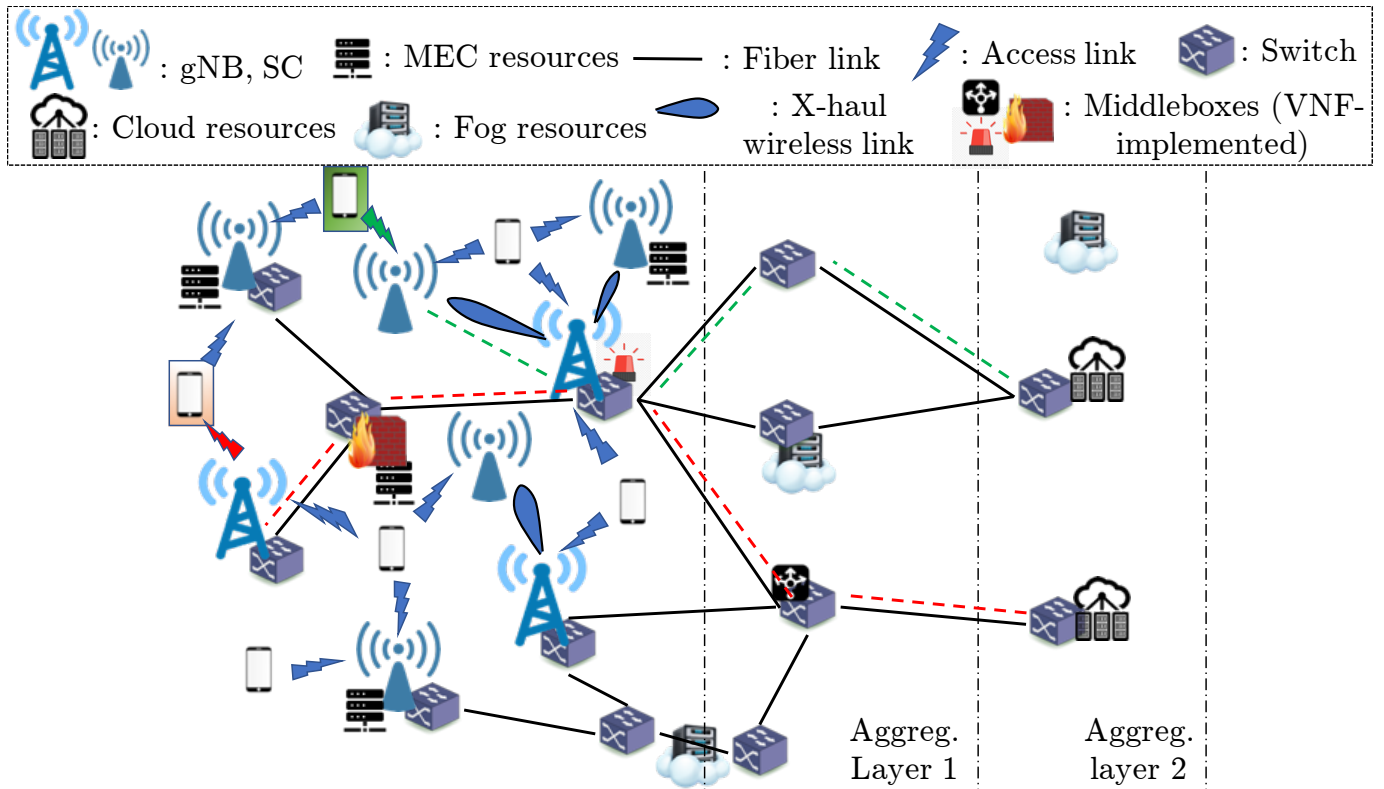 : gNB, SC
: MEC resources
: Fiber link
: Access link
: Switch
: Cloud resources
: Fog resources
: X-haul
wireless link
: Middleboxes (VNF-
implemented)
Aggreg.
Layer 1
Aggreg.
layer 2